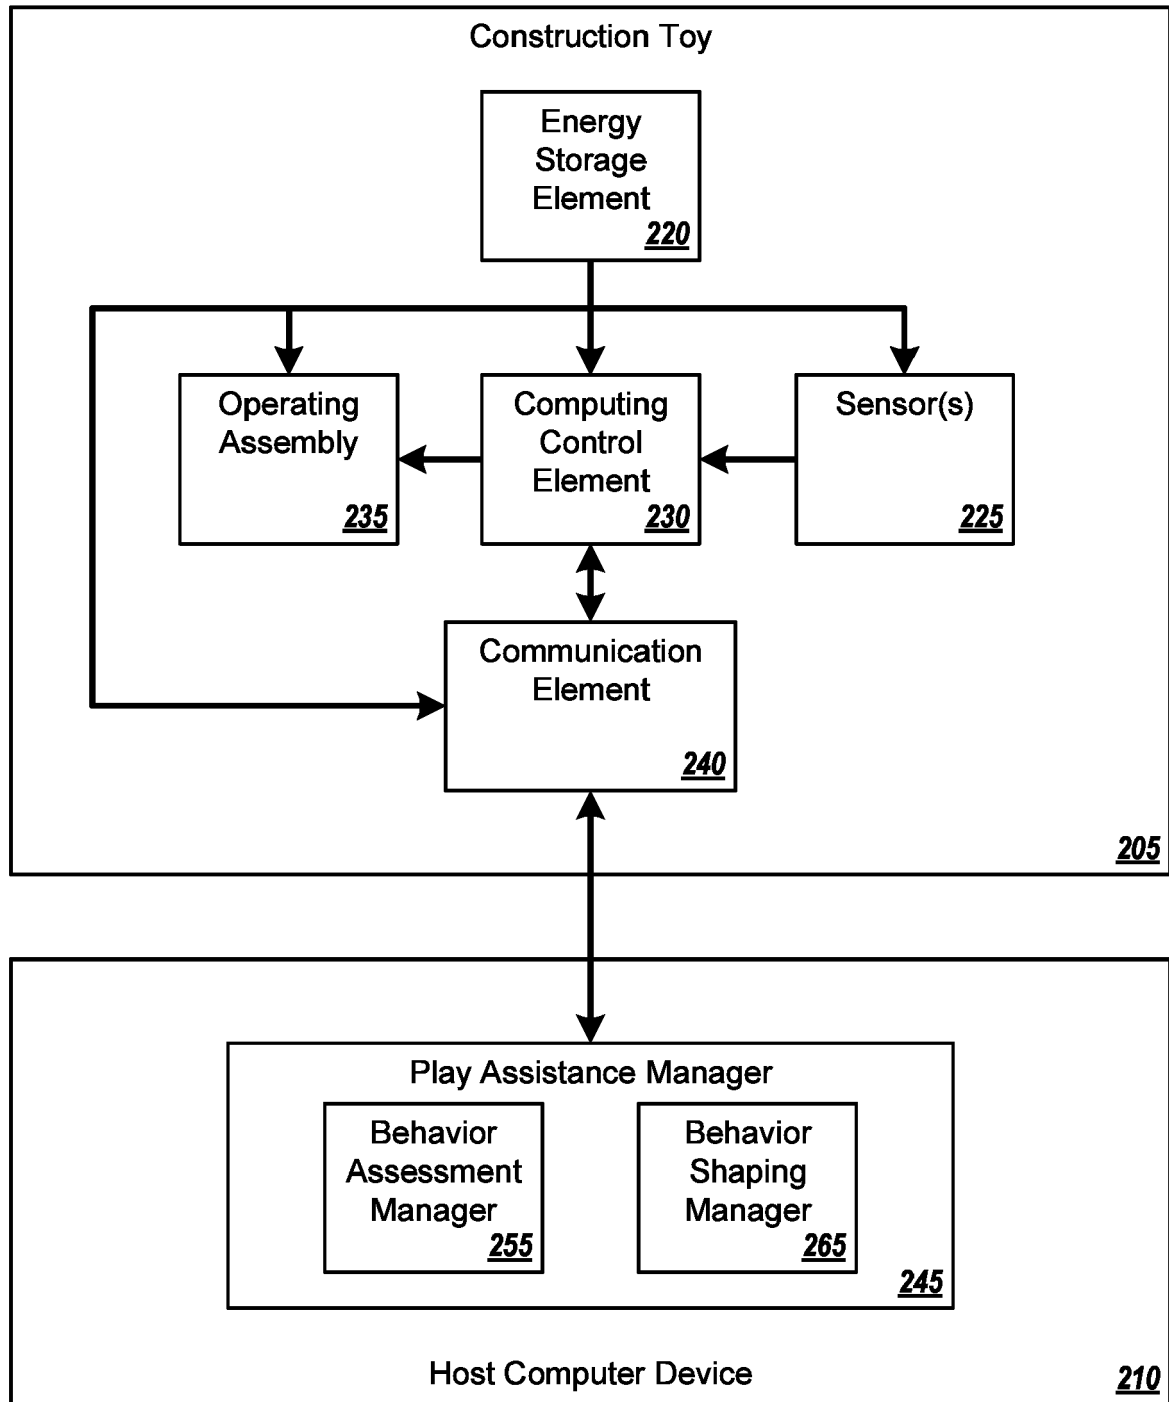 Construction Toy
Energy
Storage
Element
220
Operating
Assembly
235
Computing
Control
Element
230
Sensor(s)
225
Communication
Element
240
205
Play Assistance Manager
Behavior
Assessment
Manager
255
Behavior
Shaping
Manager
265
245
Host Computer Device
210